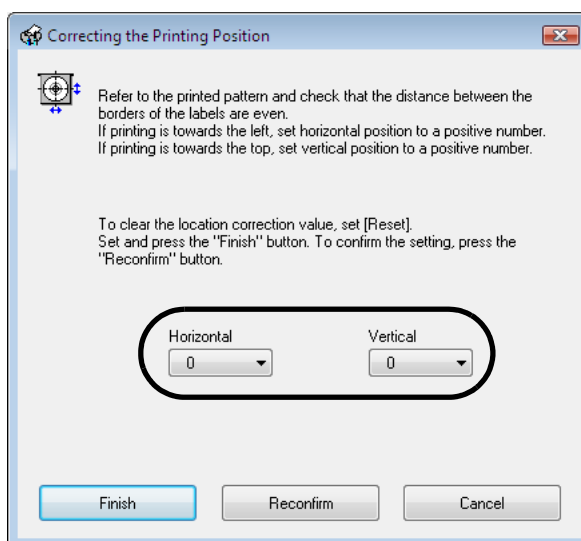 Correcting the Printing Position
Refer to the printed pattern and check that the distance between the
borders of the labels are even.
If printing is towards the left, set horizontal position to a positive number.
If printing is towards the top, set vertical position to a positive number.
To clear the location correction value, set [Reset].
Set and press the "Finish" button. To confirm the setting, press the
"Reconfirm" button.
Horizontal Vertical
0 0
Finish Reconfirm Cancel